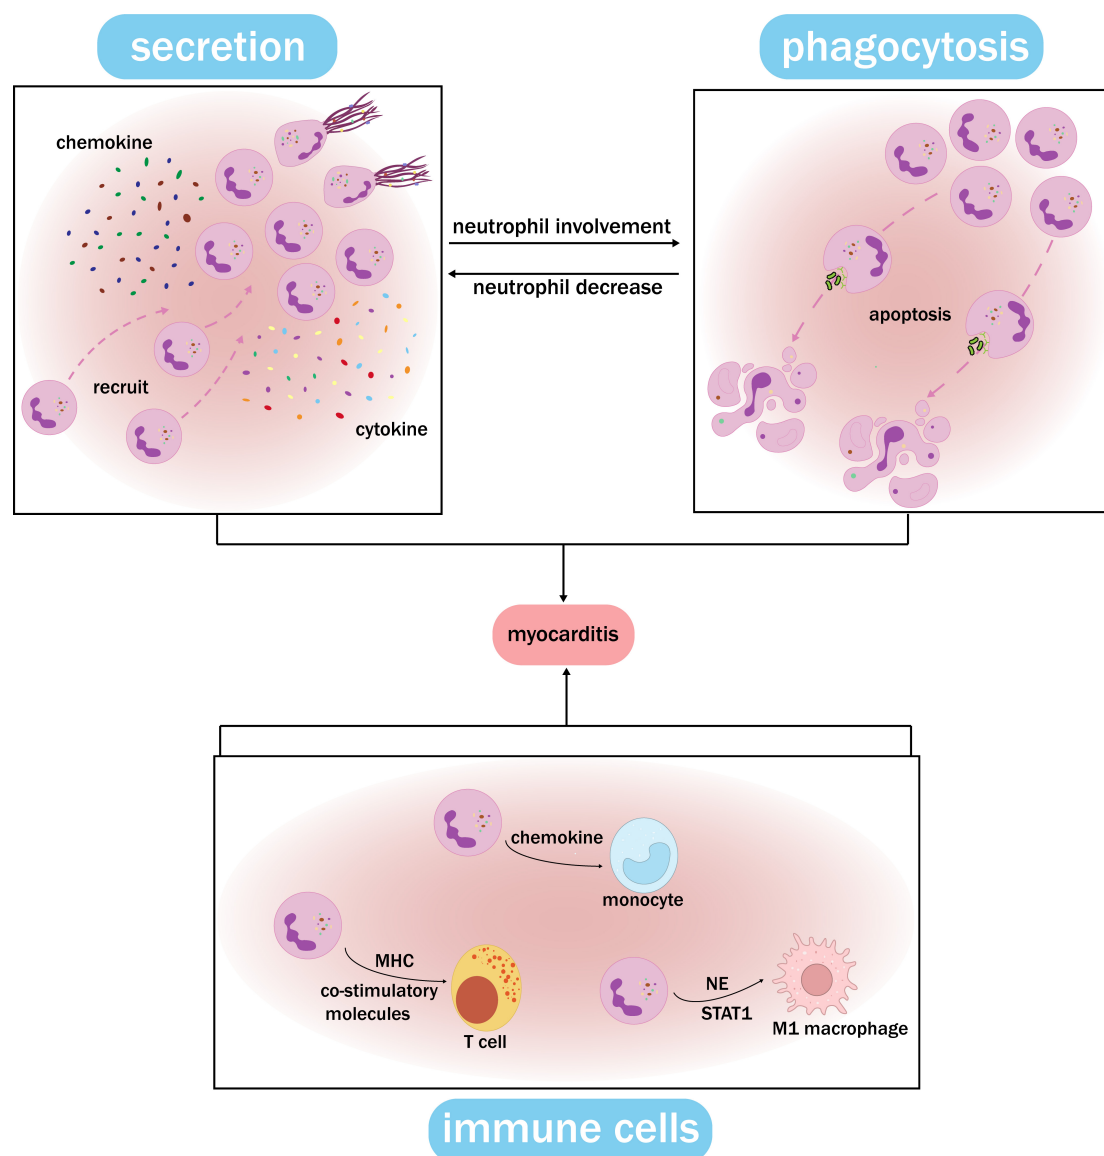 secretion
phagocytosis
chemokine
recruit
cytokine
neutrophil involvement
neutrophil decrease
apoptosis
myocarditis
chemokine
monocyte
MHC
co-stimulatory
molecules
T cell
NE
STAT1
M1 macrophage
immune cells